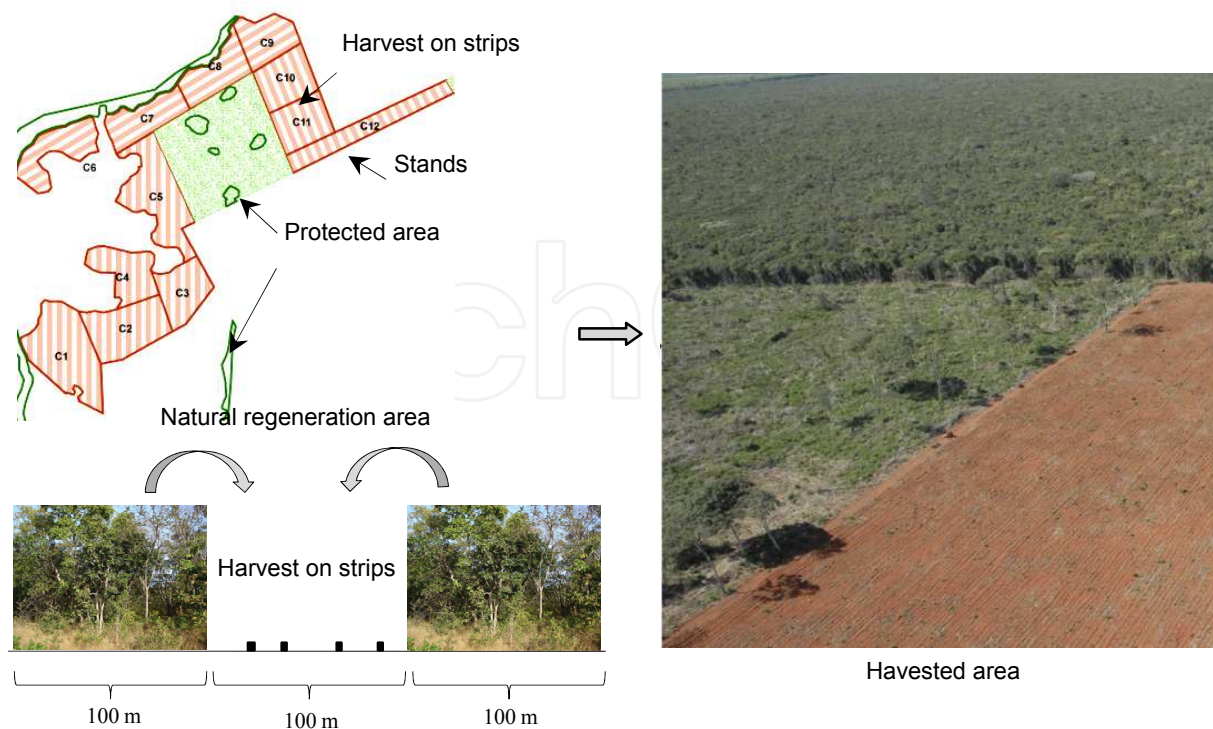 Harvest on strips
C9
C8
C10
C7
C11
C12
C6
Stands
C5
Protected area
C4
C3
C2
C1
ch
Natural regeneration area
Harvest on strips
Havested area
100 m
100 m
100 m